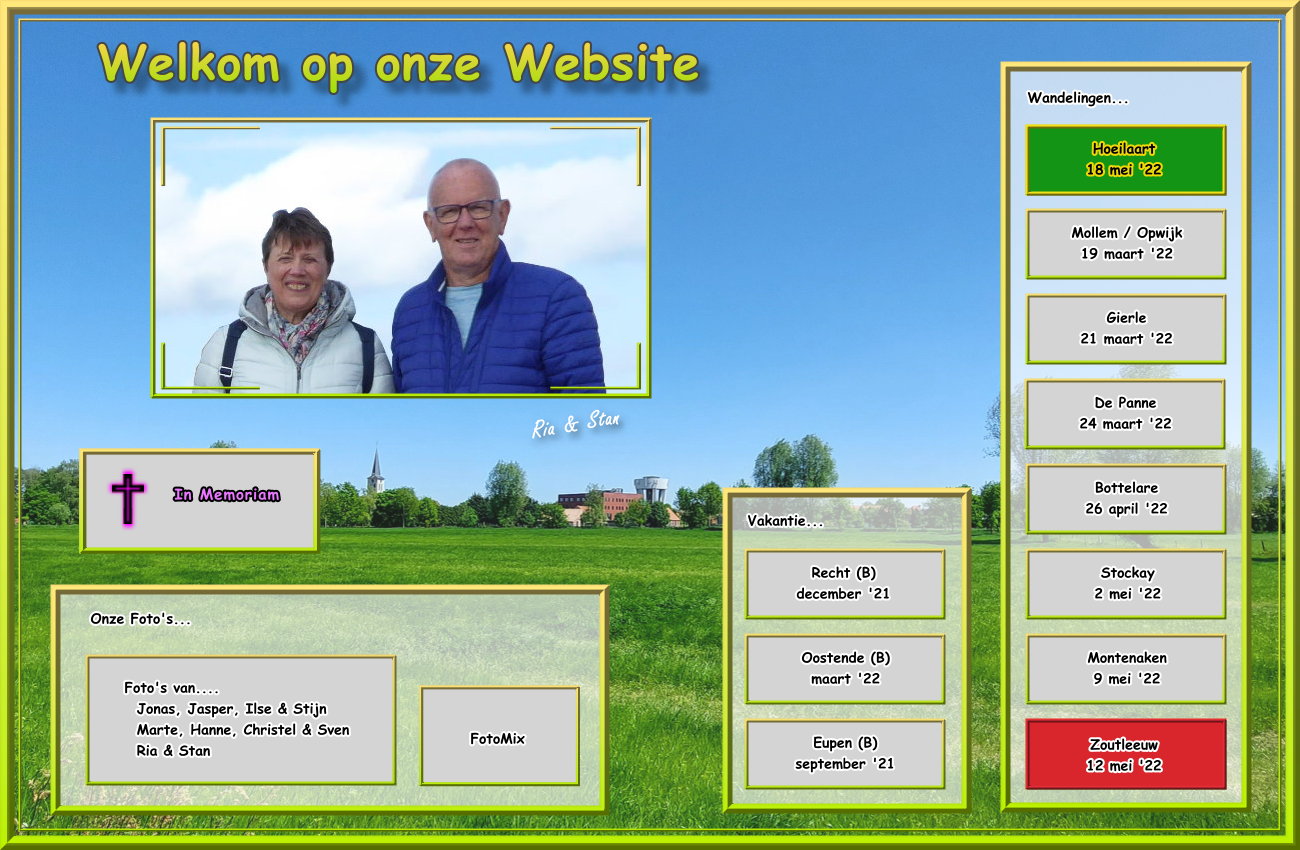 Welkom op onze Website
Ria & Stan
In Memoriam
Onze Foto's...
Foto's van....
Jonas, Jasper, Ilse & Stijn
Marte, Hanne, Christel & Sven
Ria & Stan
FotoMix
Vakantie...
Recht (B)
december '21
Oostende (B)
maart '22
Eupen (B)
september '21
Wandelingen...
Hoeilaart
18 mei '22
Mollem / Opwijk
19 maart '22
Gierle
21 maart '22
De Panne
24 maart '22
Bottelare
26 april '22
Stockay
2 mei '22
Montenaken
9 mei '22
Zoutleeuw
12 mei '22